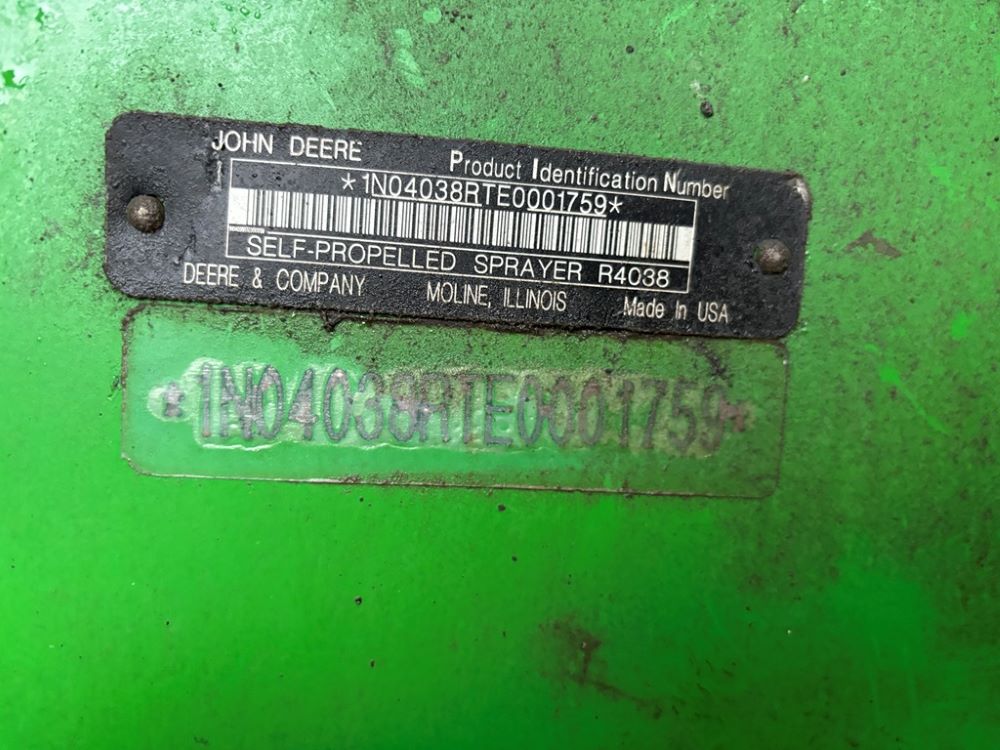 JOHN DEERE Product Identification Number
*1N04038RTE0001759*
SELF-PROPELLED SPRAYER R4038
DEERE & COMPANY MOLINE, ILLINOIS Made In USA
*1N04038RTE0001759*